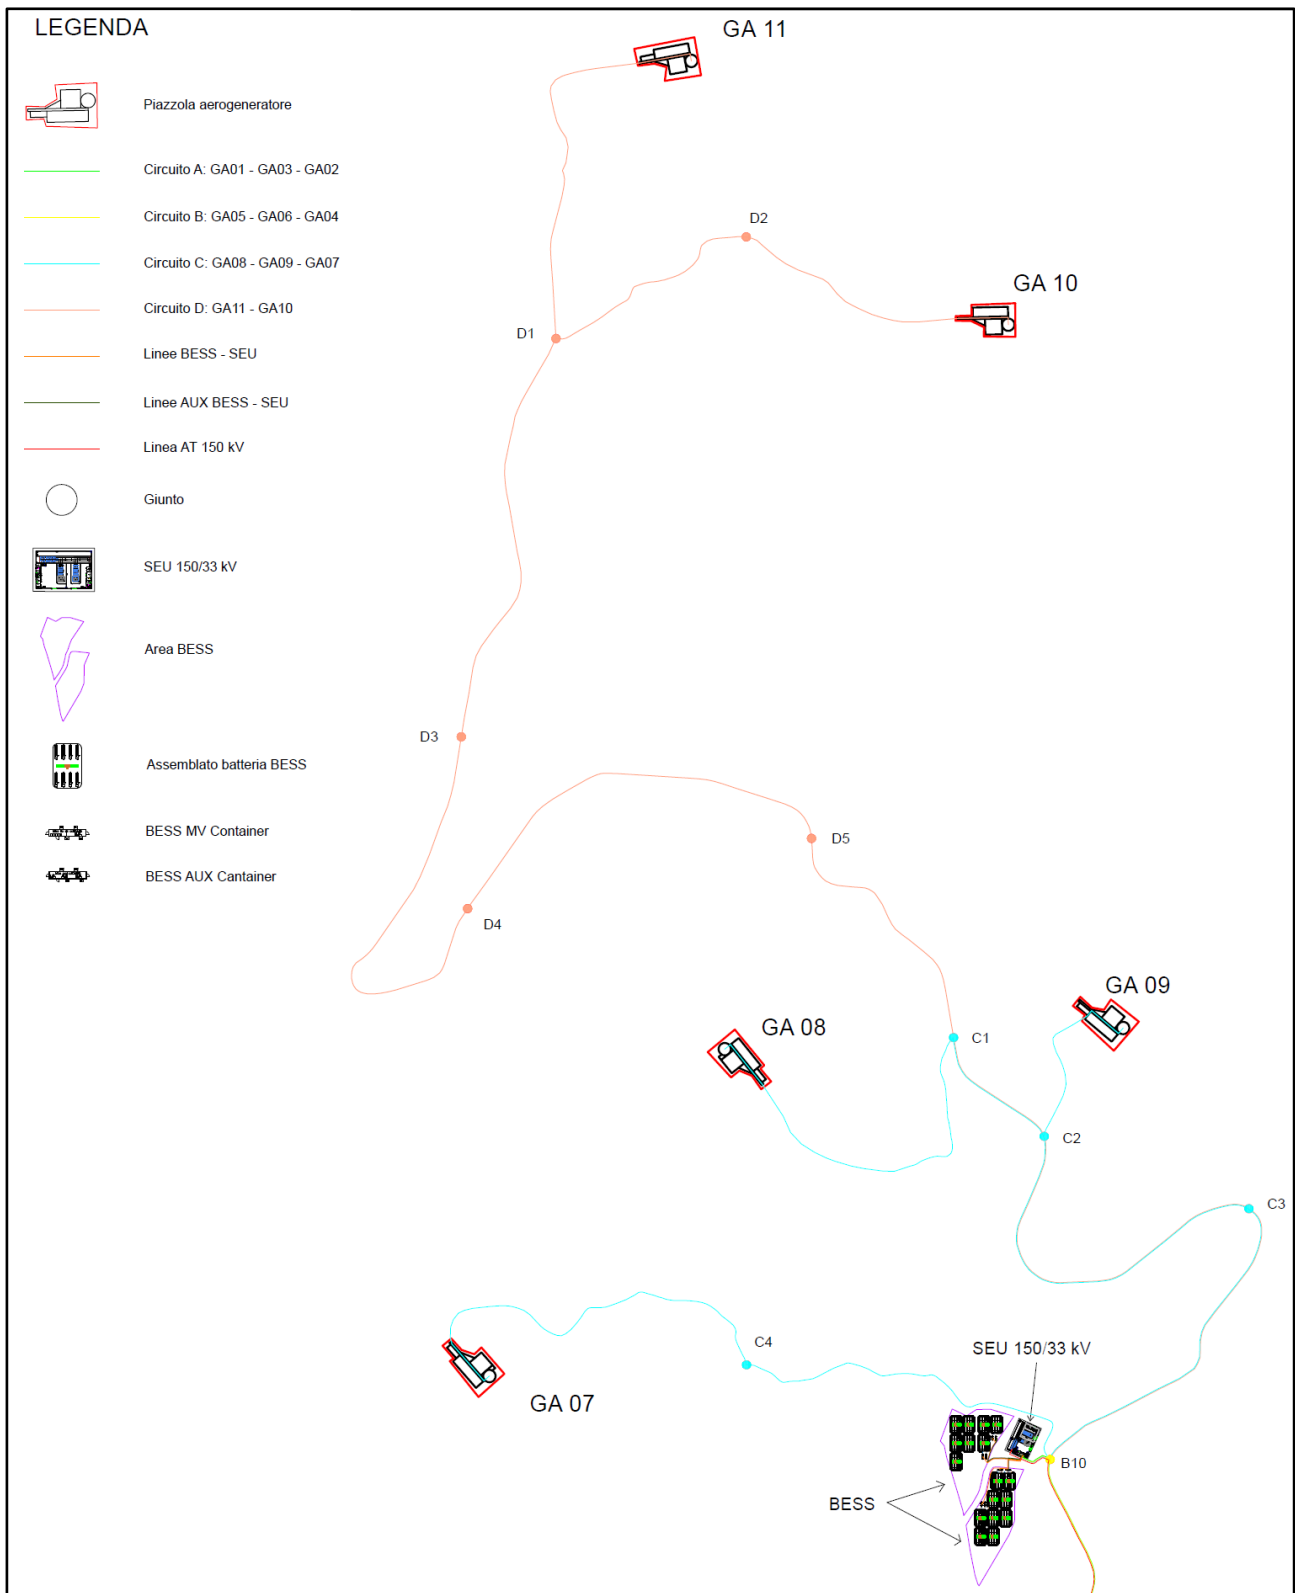 LEGENDA
Piazzola aerogeneratore
Circuito A: GA01 - GA03 - GA02
Circuito B: GA05 - GA06 - GA04
Circuito C: GA08 - GA09 - GA07
Circuito D: GA11 - GA10
Linee BESS - SEU
Linee AUX BESS - SEU
Linea AT 150 kV
Giunto
SEU 150/33 kV
Area BESS
Assemblato batteria BESS
BESS MV Container
BESS AUX Cantainer
GA 11
D2
GA 10
D1
D3
D5
D4
GA 09
GA 08
C1
C2
C3
SEU 150/33 kV
C4
GA 07
B10
BESS